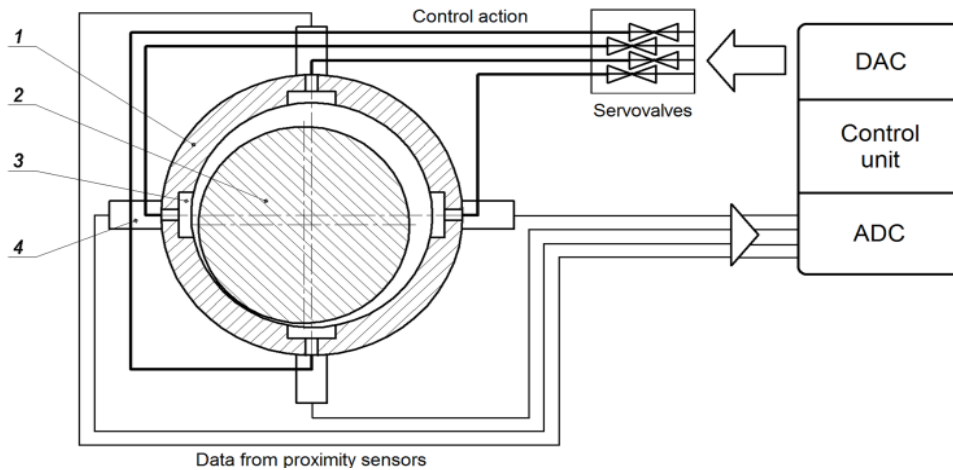 Control action
1
2
3
4
Servovalves
DAC
Control
unit
ADC
Data from proximity sensors